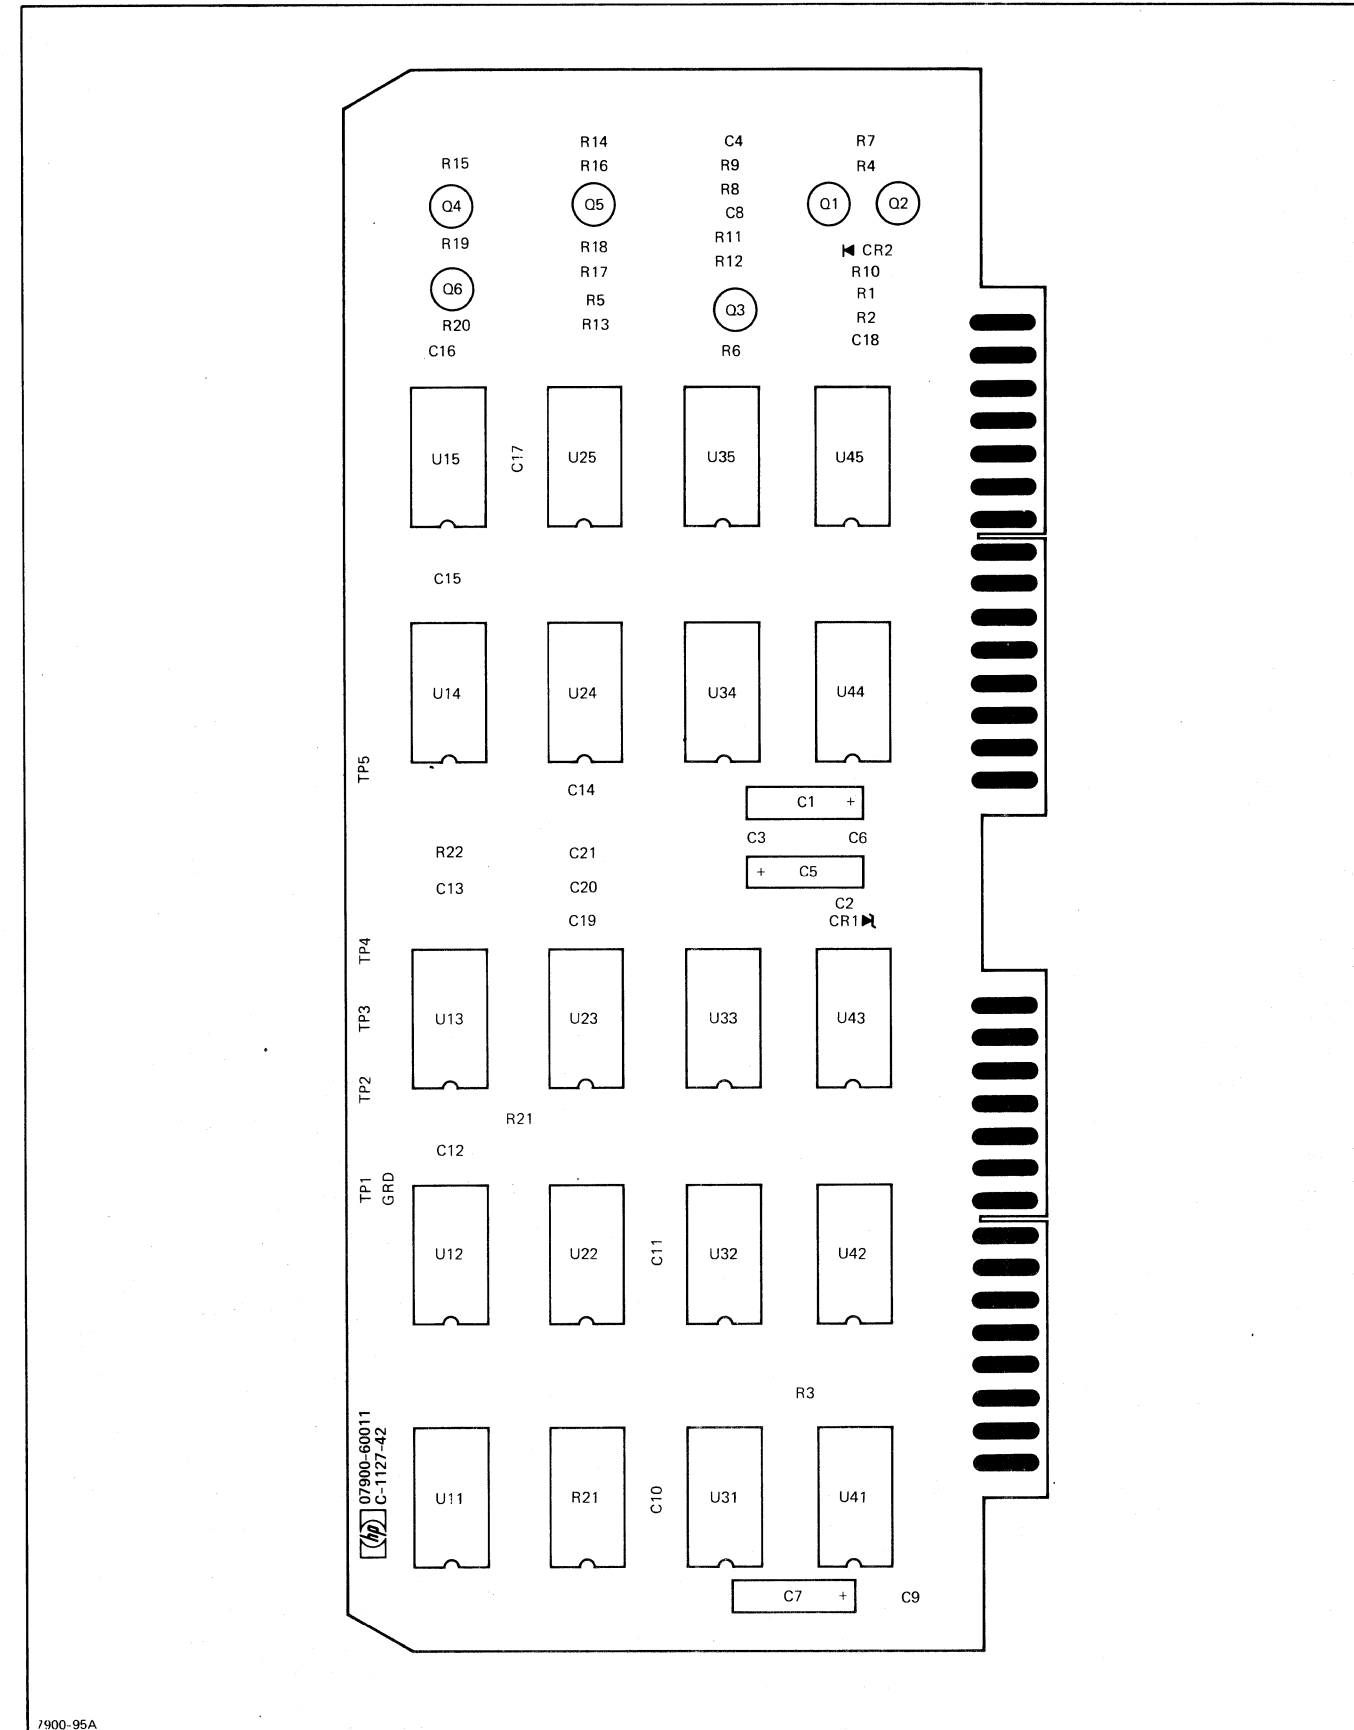 R14
C4
R7
R15
R16
R9
R4
R8
Q4
Q5
Q1
Q2
C8
R11
R19
R18
CR2
R12
R17
R10
Q6
R5
R1
Q3
R20
R13
R2
C18
C16
R6
U15
C17
U25
U35
U45
C15
U14
U24
U34
U44
TP5
C14
C1 +
C3
C6
R22
C21
+ C5
C13
C20
C2
C19
CR1
TP4
U13
U23
U33
U43
TP3
TP2
R21
C12
TP1
GRD
U12
U22
C11
U32
U42
R3
hp
07900-60011
C-1127-42
U11
R21
C10
U31
U41
C7 +
C9
7900-95A